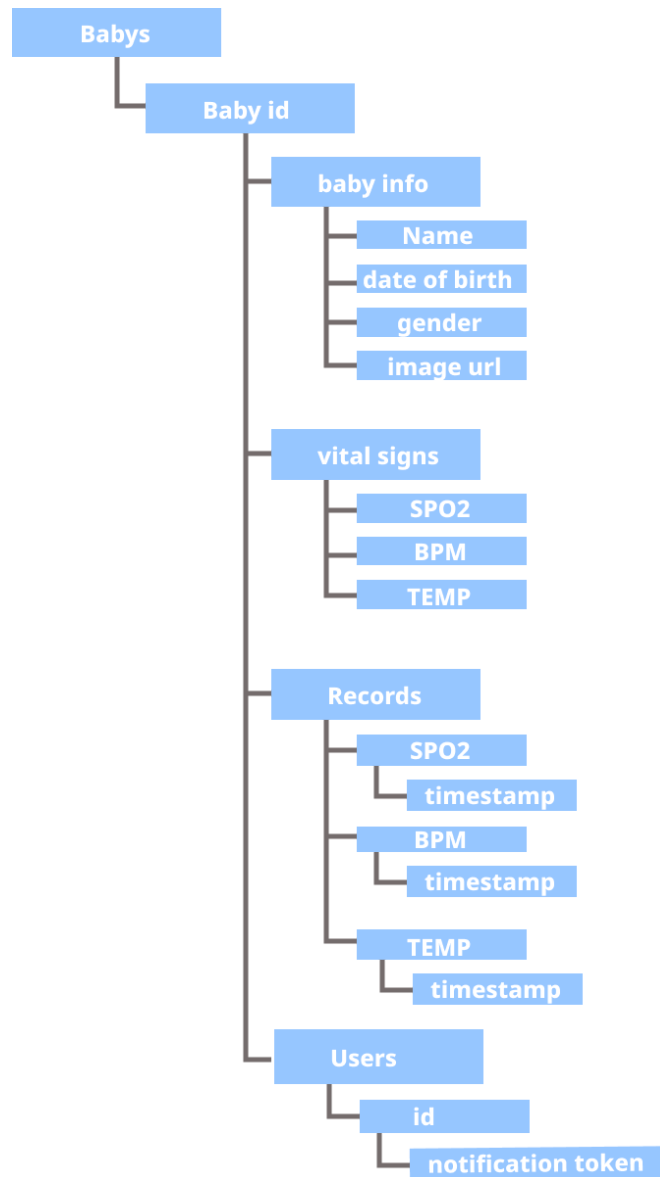 Babys
Baby id
baby info
Name
date of birth
gender
image url
vital signs
SPO2
BPM
TEMP
Records
SPO2
timestamp
BPM
timestamp
TEMP
timestamp
Users
id
notification token